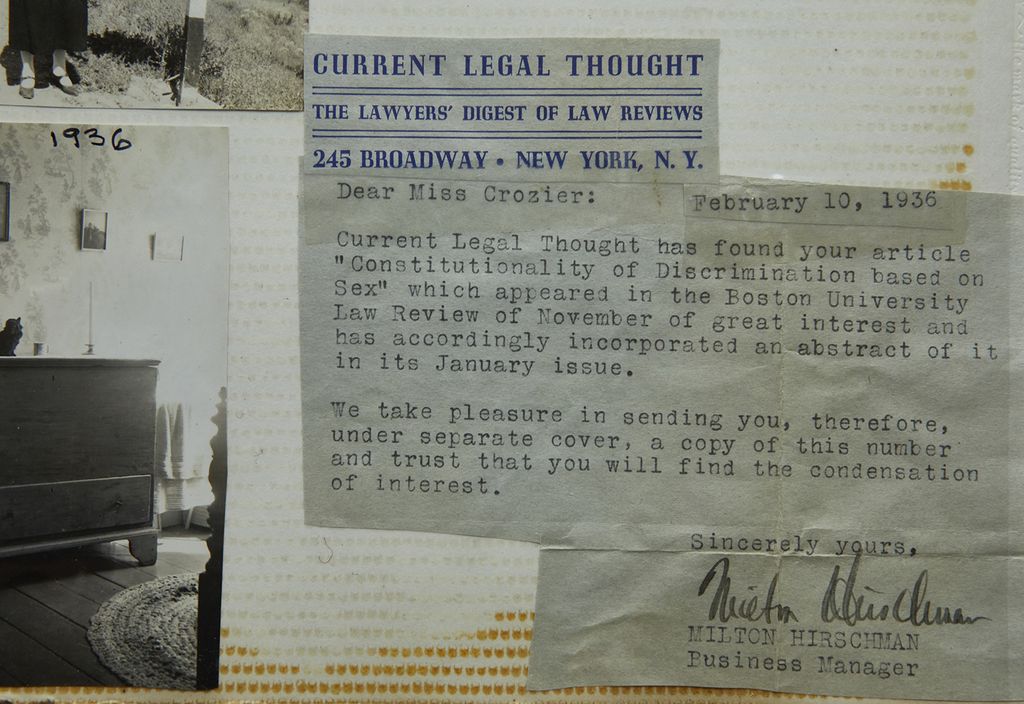 1936
CURRENT LEGAL THOUGHT
THE LAWYERS' DIGEST OF LAW REVIEWS
245 BROADWAY • NEW YORK, N. Y.
Dear Miss Crozier:
February 10, 1936
Current Legal Thought has found your article
"Constitutionality of Discrimination based on
Sex" which appeared in the Boston University
Law Review of November of great interest and
has accordingly incorporated an abstract of it
in its January issue.
We take pleasure in sending you, therefore,
under separate cover, a copy of this number
and trust that you will find the condensation
of interest.
Sincerely yours,
Milton Hirschman
MILTON HIRSCHMAN
Business Manager